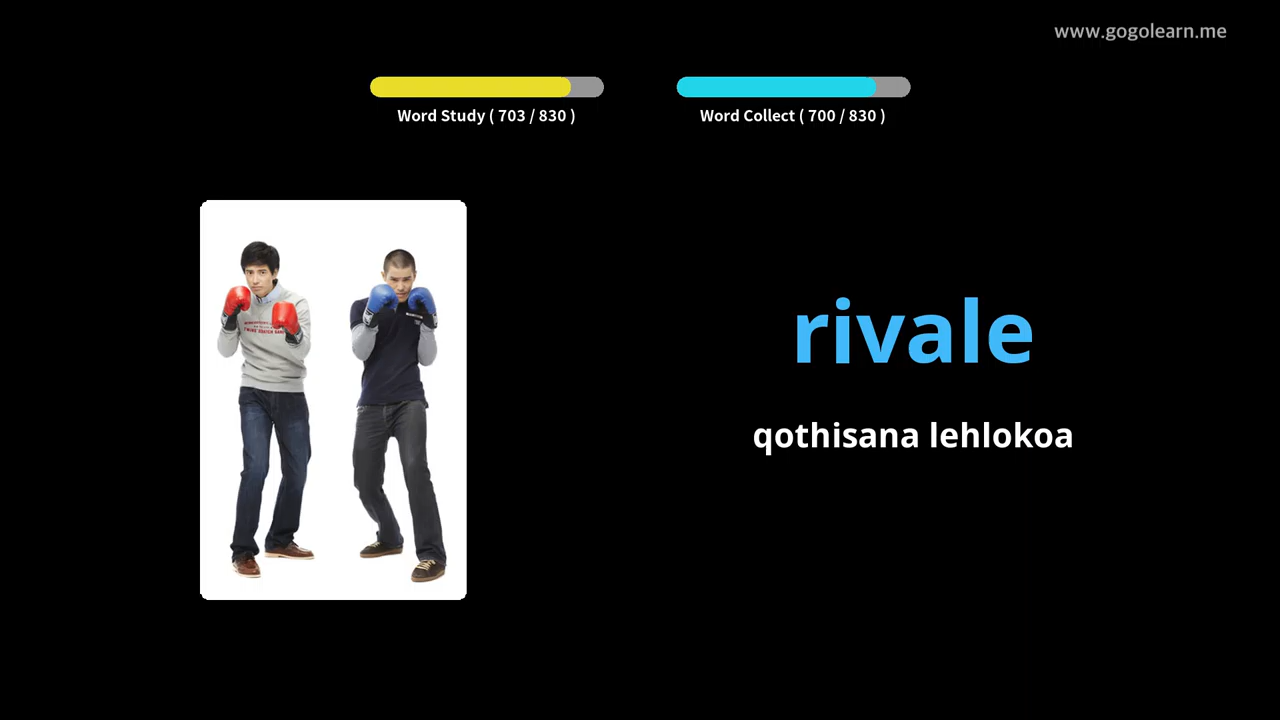 www.gogolearn.me
Word Study ( 703 / 830 )
Word Collect ( 700 / 830 )
rivale
qothisana lehlokoa